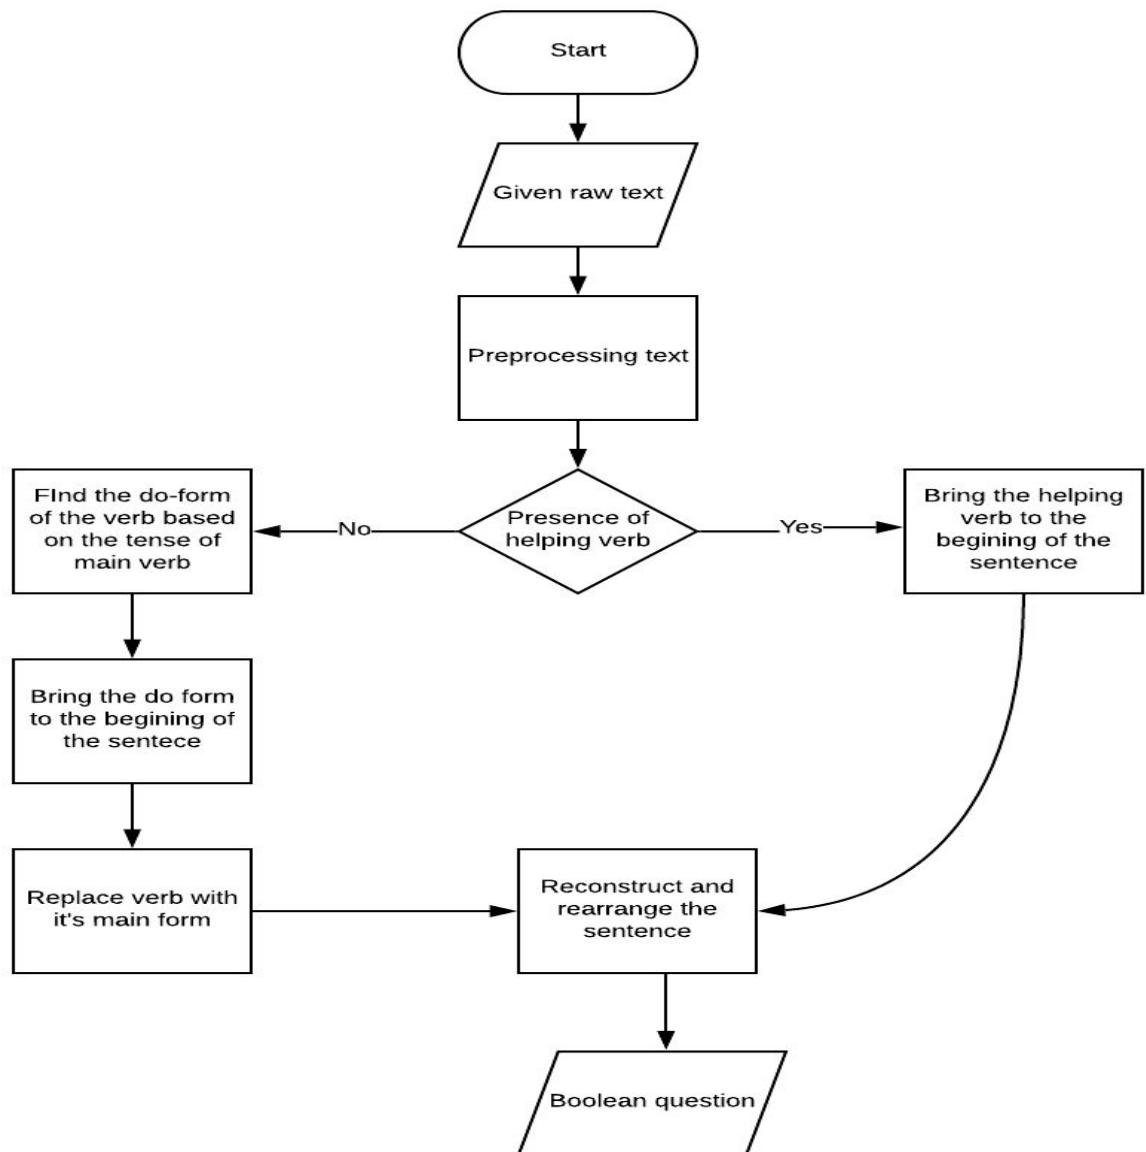 Start
Given raw text
Preprocessing text
Presence of
helping verb
No
Yes
FInd the do-form
of the verb based
on the tense of
main verb
Bring the helping
verb to the
begining of the
sentence
Bring the do form
to the begining of
the sentece
Replace verb with
it's main form
Reconstruct and
rearrange the
sentence
Boolean question